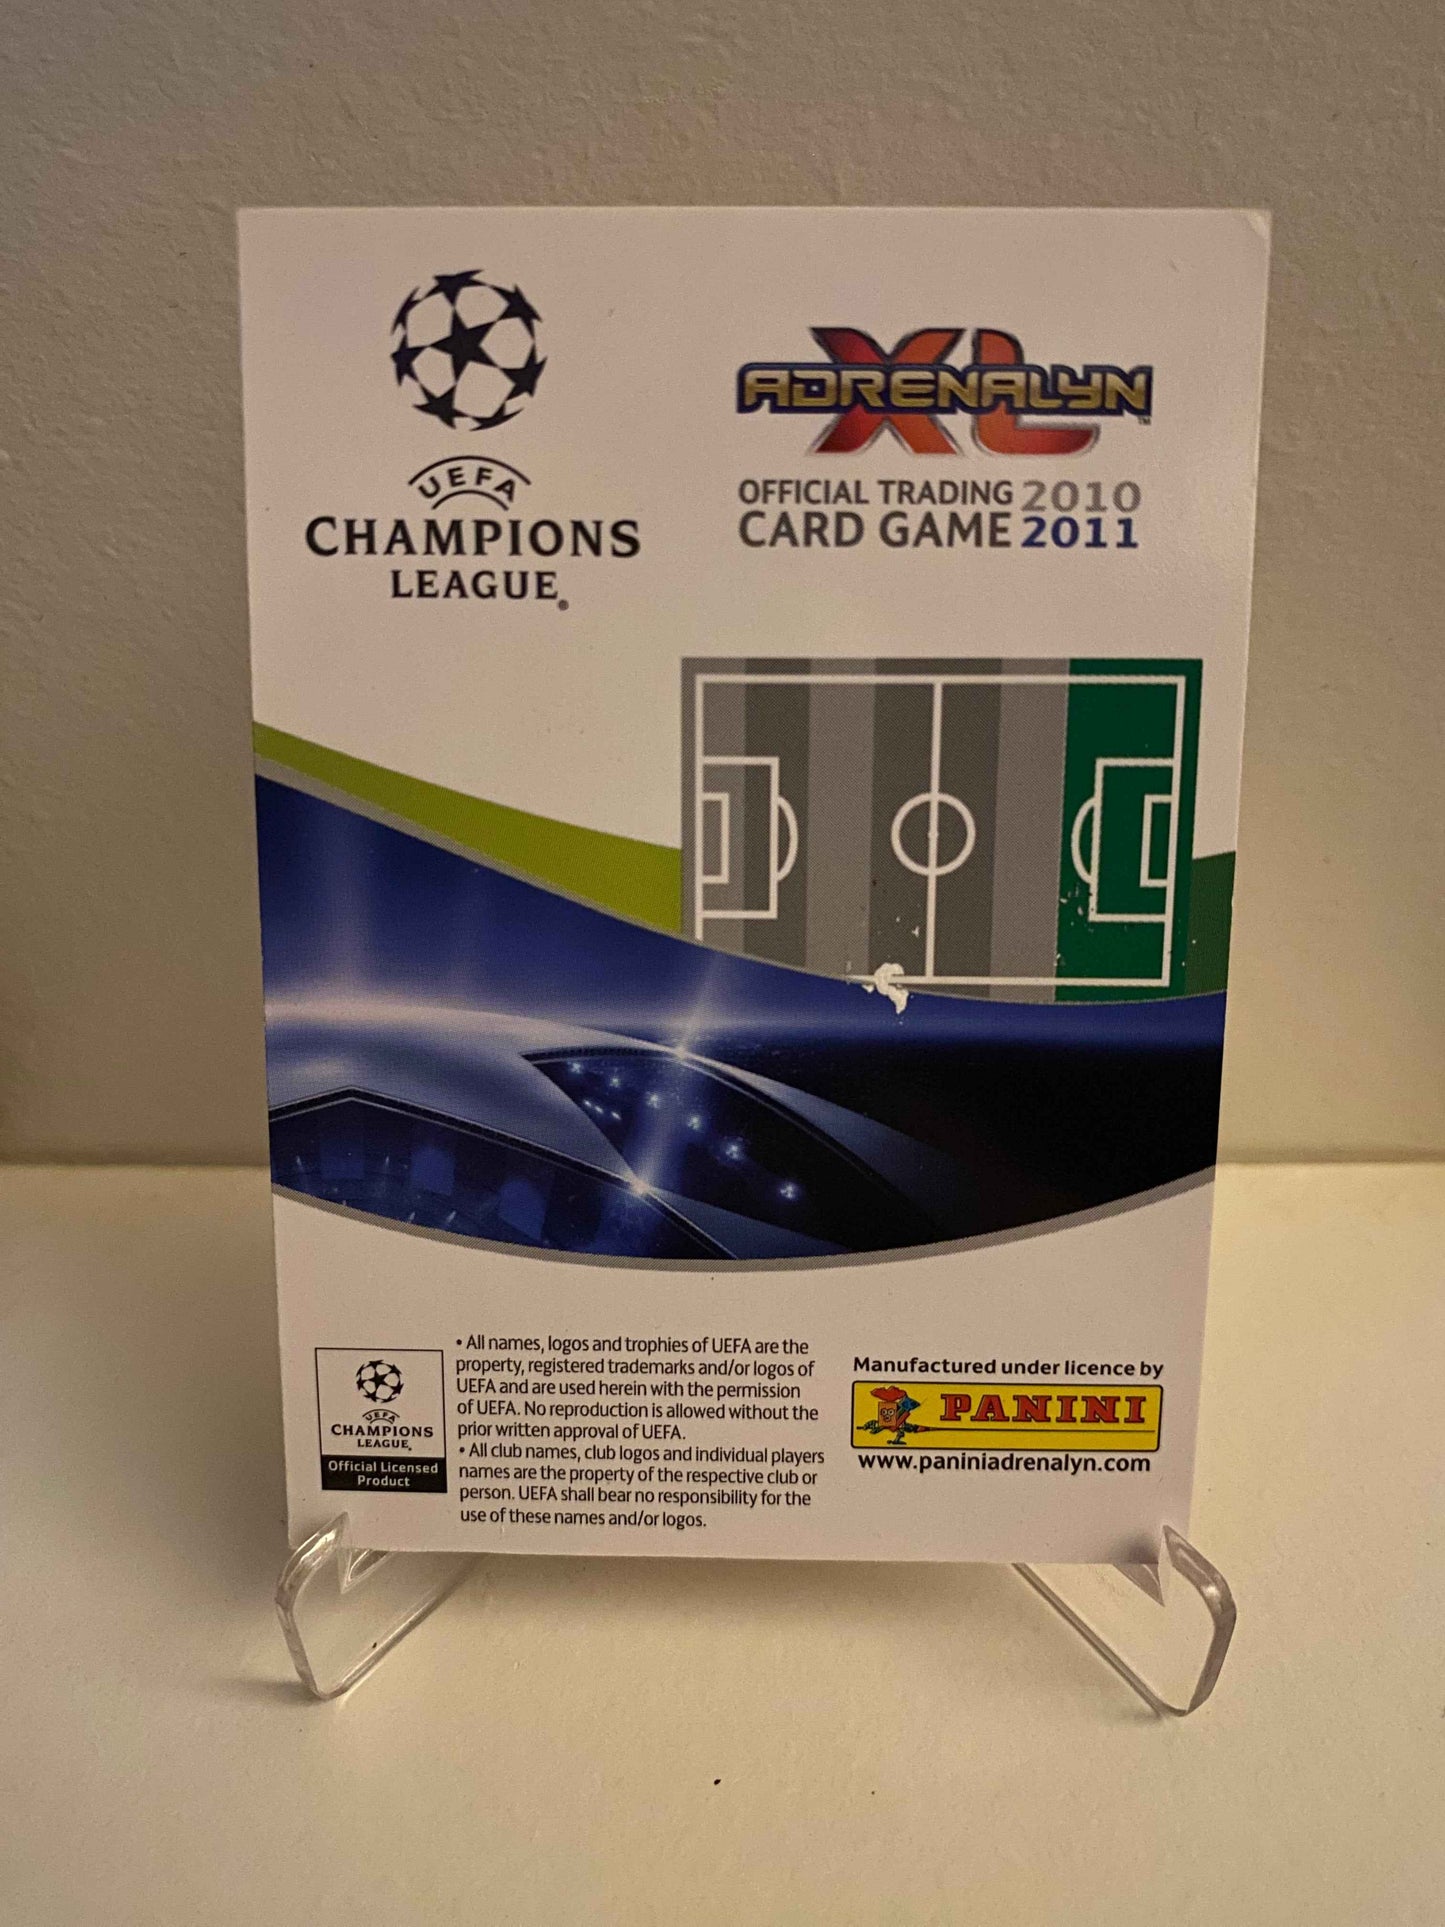 UEFA
CHAMPIONS
LEAGUE®
ADRENALYN XL™
OFFICIAL TRADING 2010
CARD GAME 2011
UEFA
CHAMPIONS
LEAGUE®
Official Licensed
Product
• All names, logos and trophies of UEFA are the
property, registered trademarks and/or logos of
UEFA and are used herein with the permission
of UEFA. No reproduction is allowed without the
prior written approval of UEFA.
• All club names, club logos and individual players
names are the property of the respective club or
person. UEFA shall bear no responsibility for the
use of these names and/or logos.
Manufactured under licence by
PANINI
www.paniniadrenalyn.com